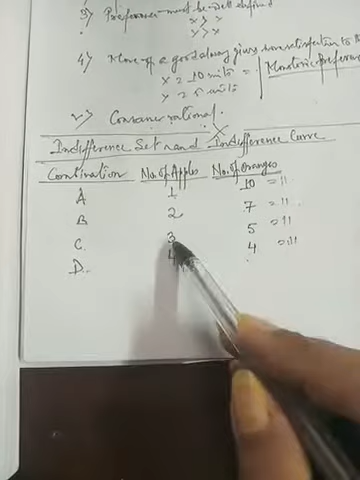 3) Preference must be well defined
x > y
y > x
4) More of a good always gives more satisfaction to the
x = 10 units
y = 5 units
= Monotonic Preference
5) Consumer rational.
Indifference Set and Indifference Curve
Combination No. of Apples No. of Oranges
A 1 10 = 11
B 2 7 = 11
C. 3 5 = 11
D. 4 4 = 11